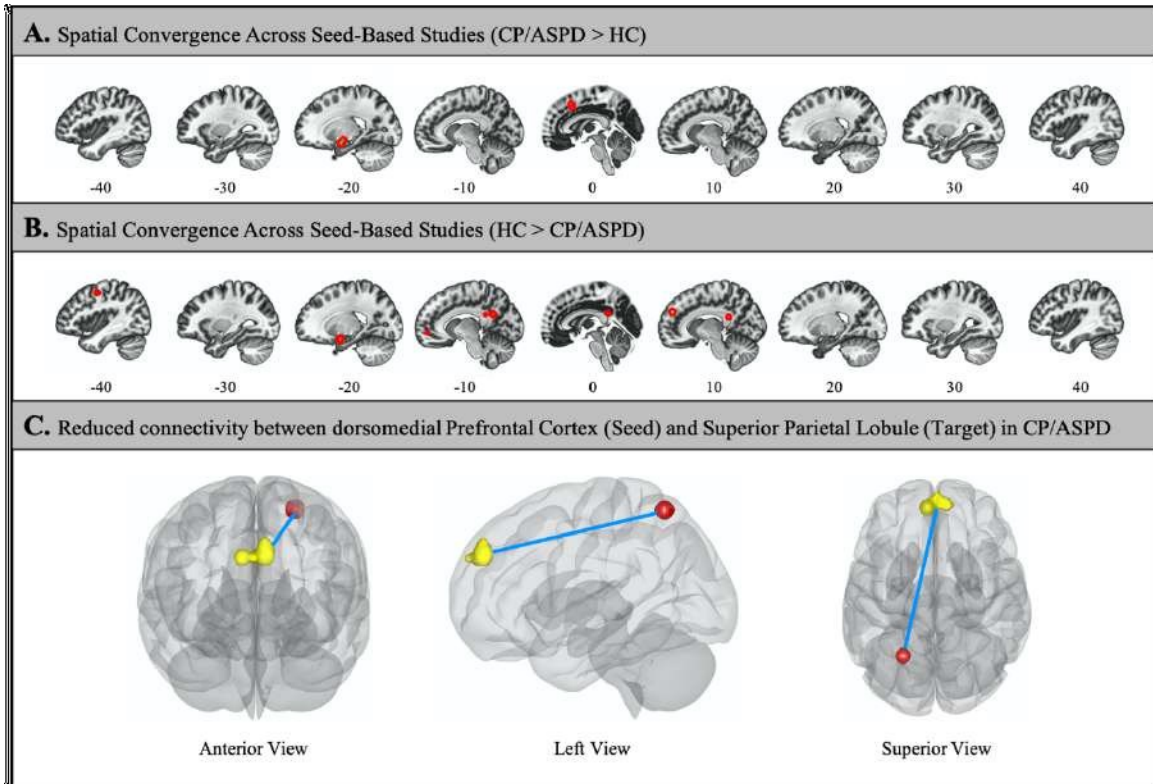 A. Spatial Convergence Across Seed-Based Studies (CP/ASPD > HC)
-40 -30 -20 -10 0 10 20 30 40
B. Spatial Convergence Across Seed-Based Studies (HC > CP/ASPD)
-40 -30 -20 -10 0 10 20 30 40
C. Reduced connectivity between dorsomedial Prefrontal Cortex (Seed) and Superior Parietal Lobule (Target) in CP/ASPD
Anterior View Left View Superior View